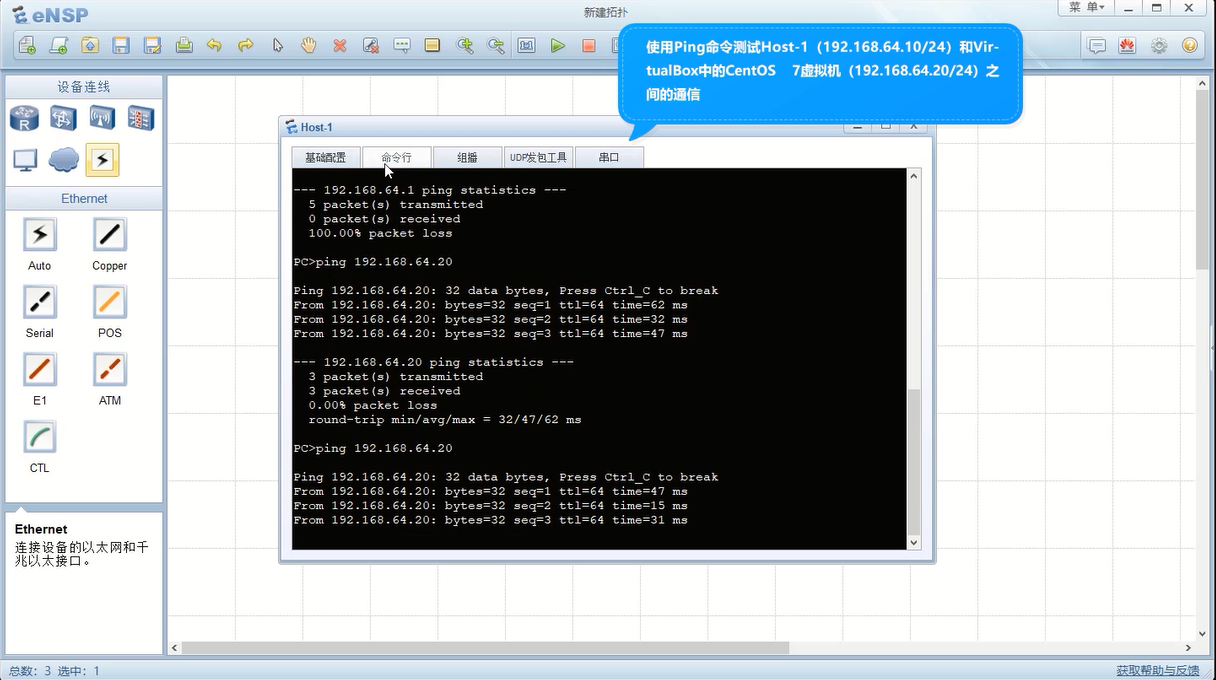 eNSP
新建拓扑
菜 单
使用Ping命令测试Host-1（192.168.64.10/24）和Vir-
tualBox中的CentOS 7虚拟机（192.168.64.20/24）之
间的通信
设备连线
Ethernet
Auto
Copper
Serial
POS
E1
ATM
CTL
Ethernet
连接设备的以太网和千
兆以太接口。
Host-1
基础配置
命令行
组播
UDP发包工具
串口
--- 192.168.64.1 ping statistics ---
5 packet(s) transmitted
0 packet(s) received
100.00% packet loss
PC>ping 192.168.64.20
Ping 192.168.64.20: 32 data bytes, Press Ctrl_C to break
From 192.168.64.20: bytes=32 seq=1 ttl=64 time=62 ms
From 192.168.64.20: bytes=32 seq=2 ttl=64 time=32 ms
From 192.168.64.20: bytes=32 seq=3 ttl=64 time=47 ms
--- 192.168.64.20 ping statistics ---
3 packet(s) transmitted
3 packet(s) received
0.00% packet loss
round-trip min/avg/max = 32/47/62 ms
PC>ping 192.168.64.20
Ping 192.168.64.20: 32 data bytes, Press Ctrl_C to break
From 192.168.64.20: bytes=32 seq=1 ttl=64 time=47 ms
From 192.168.64.20: bytes=32 seq=2 ttl=64 time=15 ms
From 192.168.64.20: bytes=32 seq=3 ttl=64 time=31 ms
总数：3 选中：1
获取帮助与反馈